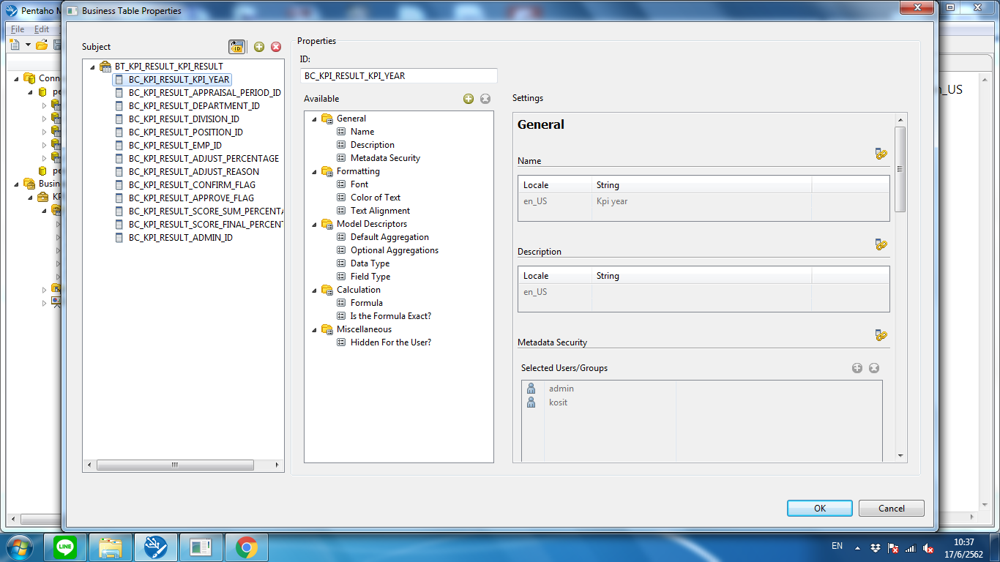 Pentaho M
Business Table Properties
File Edit
Subject
ID
Properties
ID:
BC_KPI_RESULT_KPI_YEAR
Available
Settings
Conn
pe
pe
Busin
KP
BT_KPI_RESULT_KPI_RESULT
BC_KPI_RESULT_KPI_YEAR
BC_KPI_RESULT_APPRAISAL_PERIOD_ID
BC_KPI_RESULT_DEPARTMENT_ID
BC_KPI_RESULT_DIVISION_ID
BC_KPI_RESULT_POSITION_ID
BC_KPI_RESULT_EMP_ID
BC_KPI_RESULT_ADJUST_PERCENTAGE
BC_KPI_RESULT_ADJUST_REASON
BC_KPI_RESULT_CONFIRM_FLAG
BC_KPI_RESULT_APPROVE_FLAG
BC_KPI_RESULT_SCORE_SUM_PERCENTA
BC_KPI_RESULT_SCORE_FINAL_PERCENT
BC_KPI_RESULT_ADMIN_ID
General
Name
Description
Metadata Security
Formatting
Font
Color of Text
Text Alignment
Model Descriptors
Default Aggregation
Optional Aggregations
Data Type
Field Type
Calculation
Formula
Is the Formula Exact?
Miscellaneous
Hidden For the User?
General
Name
Locale String
en_US Kpi year
Description
Locale String
en_US
Metadata Security
Selected Users/Groups
admin
kosit
n_US
OK
Cancel
LINE
EN
10:37
17/6/2562